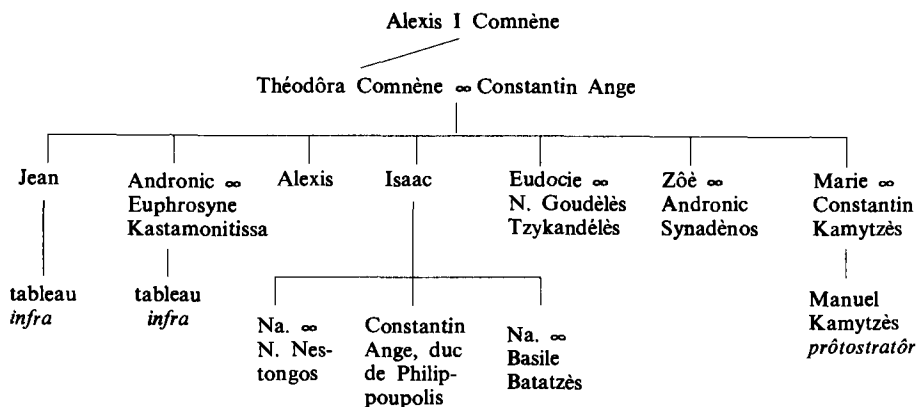 Alexis I Comnène
Théodôra Comnène ∞ Constantin Ange
Jean
Andronic ∞
Euphrosyne
Kastamonitissa
Alexis
Isaac
Eudocie ∞
N. Goudèlès
Tzykandélès
Zôè ∞
Andronic
Synadènos
Marie ∞
Constantin
Kamytzès
tableau
infra
tableau
infra
Na. ∞
N. Nes-
tongos
Constantin
Ange, duc
de Philip-
poupolis
Na. ∞
Basile
Batatzès
Manuel
Kamytzès
prôtostratôr